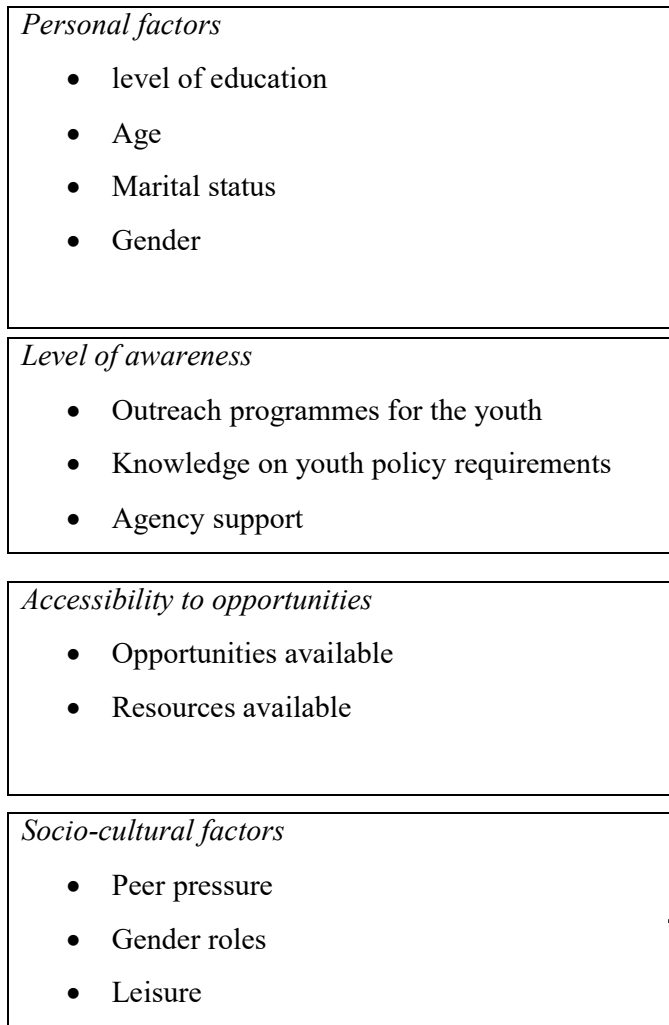 Personal factors
• level of education
• Age
• Marital status
• Gender
Level of awareness
• Outreach programmes for the youth
• Knowledge on youth policy requirements
• Agency support
Accessibility to opportunities
• Opportunities available
• Resources available
Socio-cultural factors
• Peer pressure
• Gender roles
• Leisure